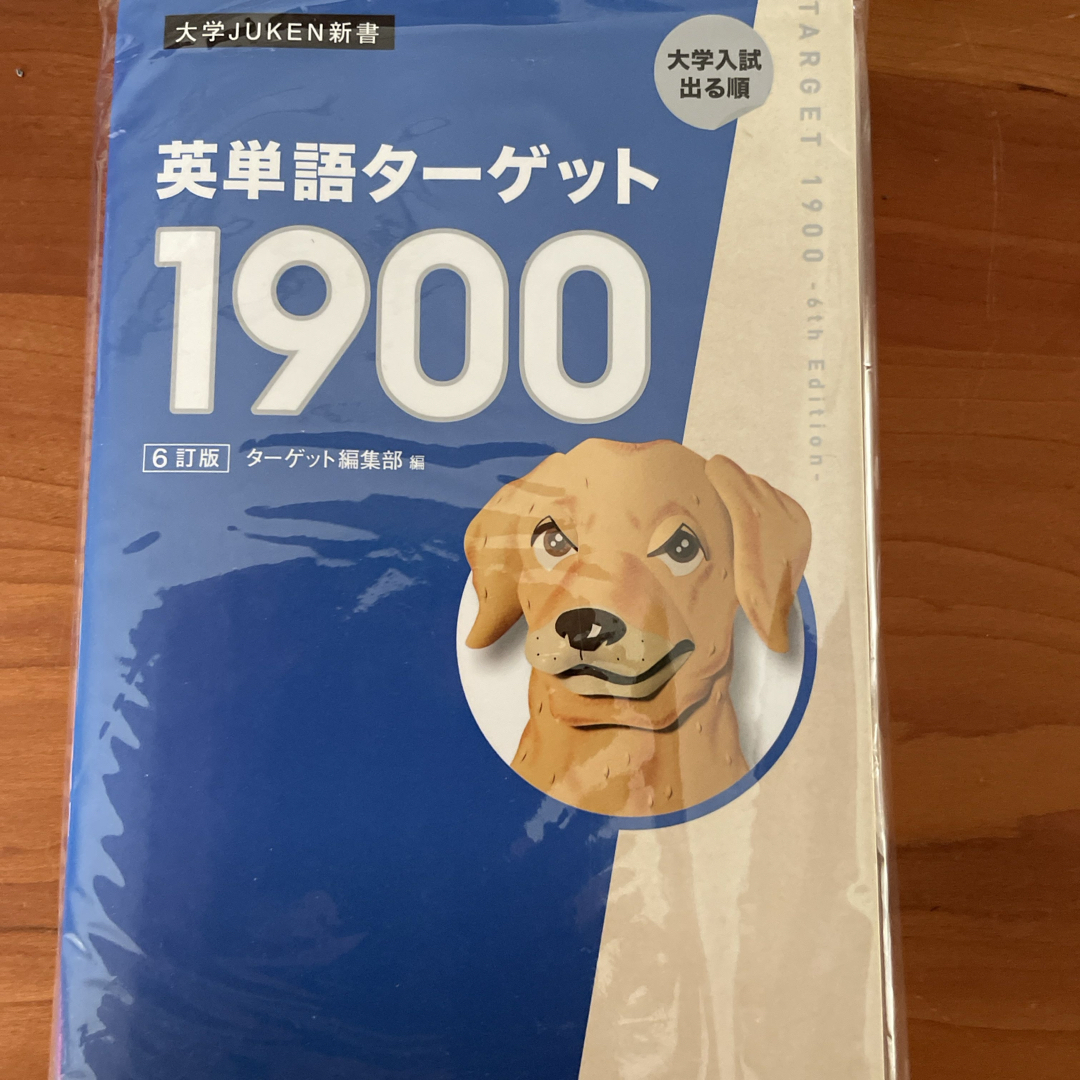 大学JUKEN新書
大学入試
出る順
英単語ターゲット
1900
6訂版 ターゲット編集部 編
TARGET 1900 -6th Edition-